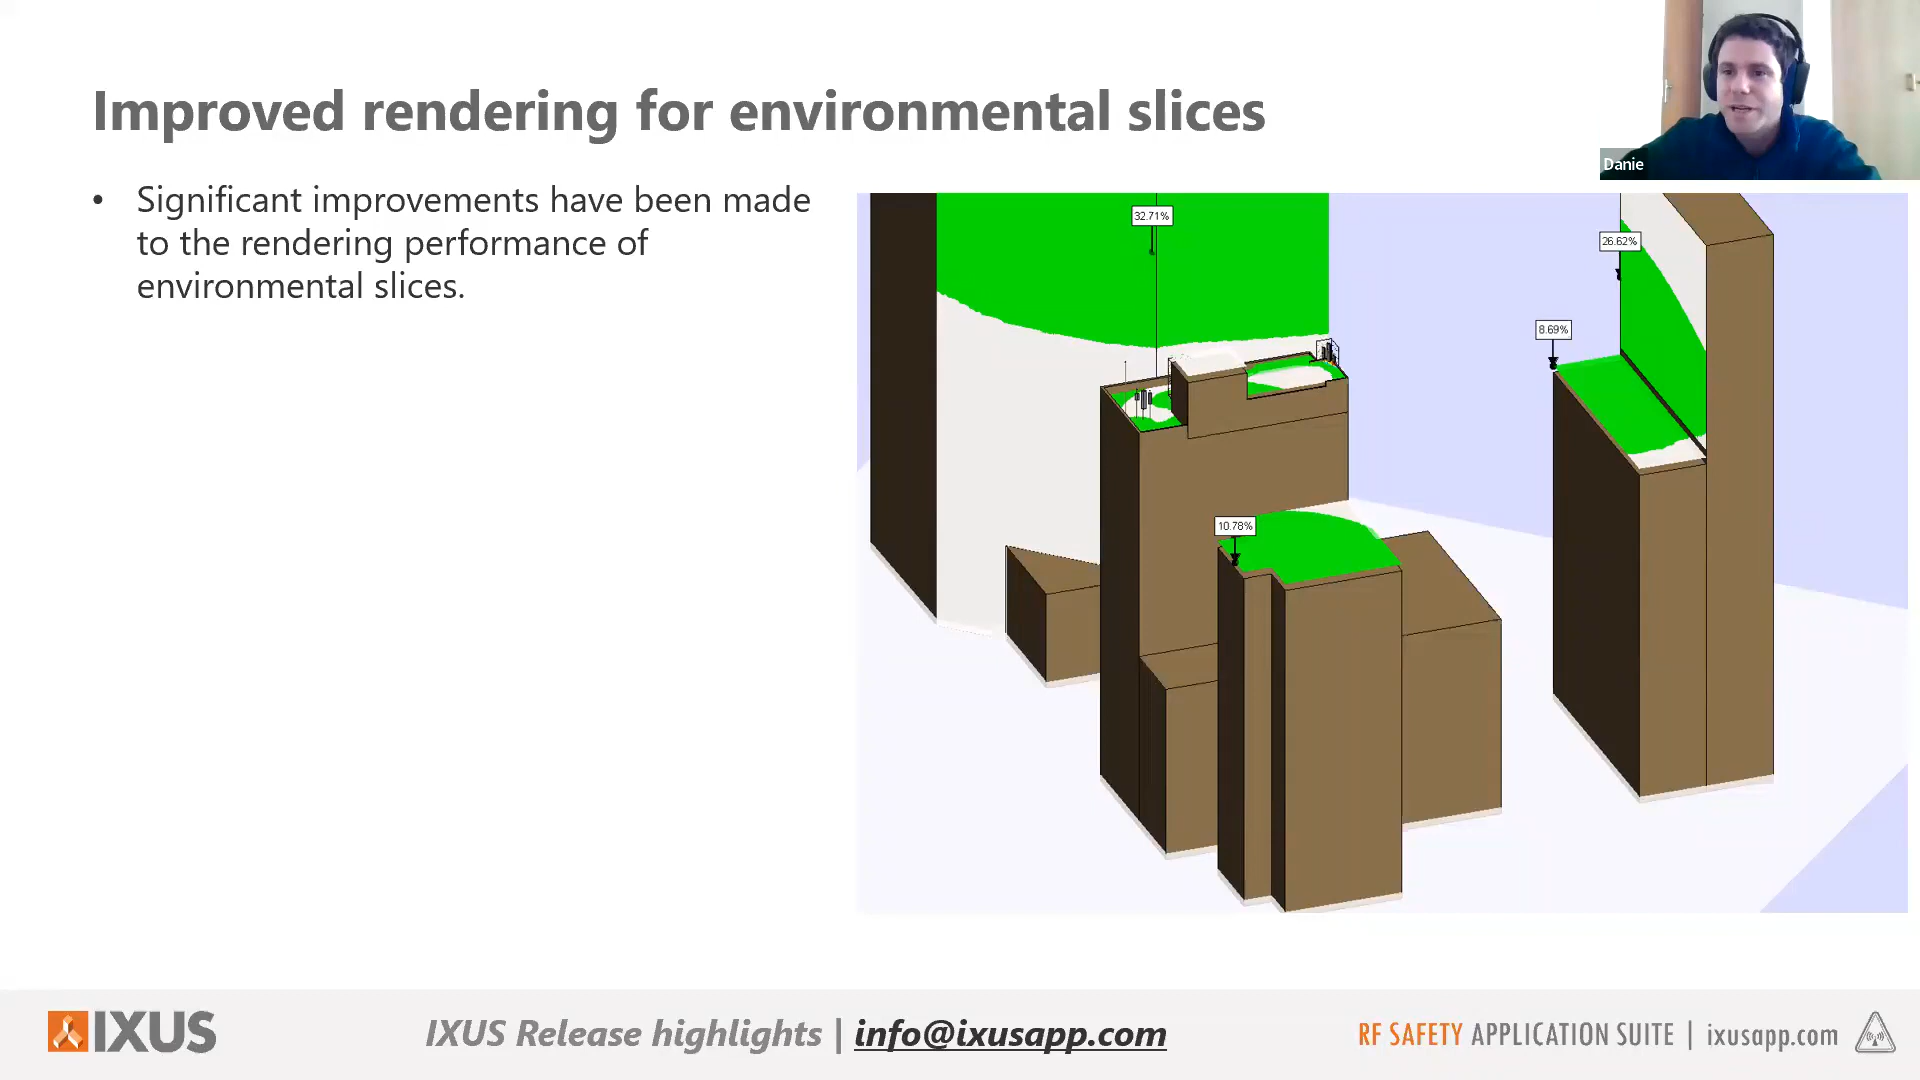 Improved rendering for environmental slices
Danie
• Significant improvements have been made
to the rendering performance of
environmental slices.
32.71%
26.62%
8.69%
10.78%
IXUS
IXUS Release highlights | info@ixusapp.com
RF SAFETY APPLICATION SUITE | ixusapp.com